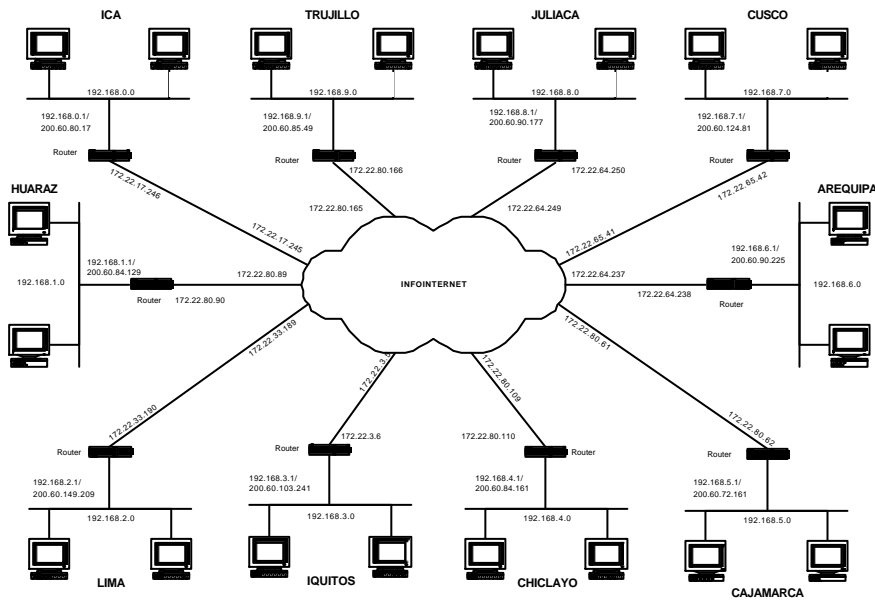 ICA
TRUJILLO
JULIACA
CUSCO
192.168.0.0
192.168.9.0
192.168.8.0
192.168.7.0
192.168.0.1/
200.60.80.17
192.168.9.1/
200.60.85.49
192.168.8.1/
200.60.90.177
192.168.7.1/
200.60.124.81
Router
Router
Router
Router
172.22.17.246
172.22.80.166
172.22.64.250
172.22.65.42
HUARAZ
AREQUIPA
172.22.80.165
172.22.64.249
172.22.17.245
172.22.65.41
192.168.1.1/
200.60.84.129
192.168.6.1/
200.60.90.225
192.168.1.0
172.22.80.89
INFOINTERNET
172.22.64.237
192.168.6.0
Router
172.22.80.90
172.22.64.238
Router
172.22.33.189
172.22.3.5
172.22.80.109
172.22.80.61
172.22.33.190
172.22.3.6
172.22.80.110
172.22.80.62
Router
Router
Router
Router
192.168.2.1/
200.60.149.209
192.168.3.1/
200.60.103.241
192.168.4.1/
200.60.84.161
192.168.5.1/
200.60.72.161
192.168.2.0
192.168.3.0
192.168.4.0
192.168.5.0
LIMA
IQUITOS
CHICLAYO
CAJAMARCA